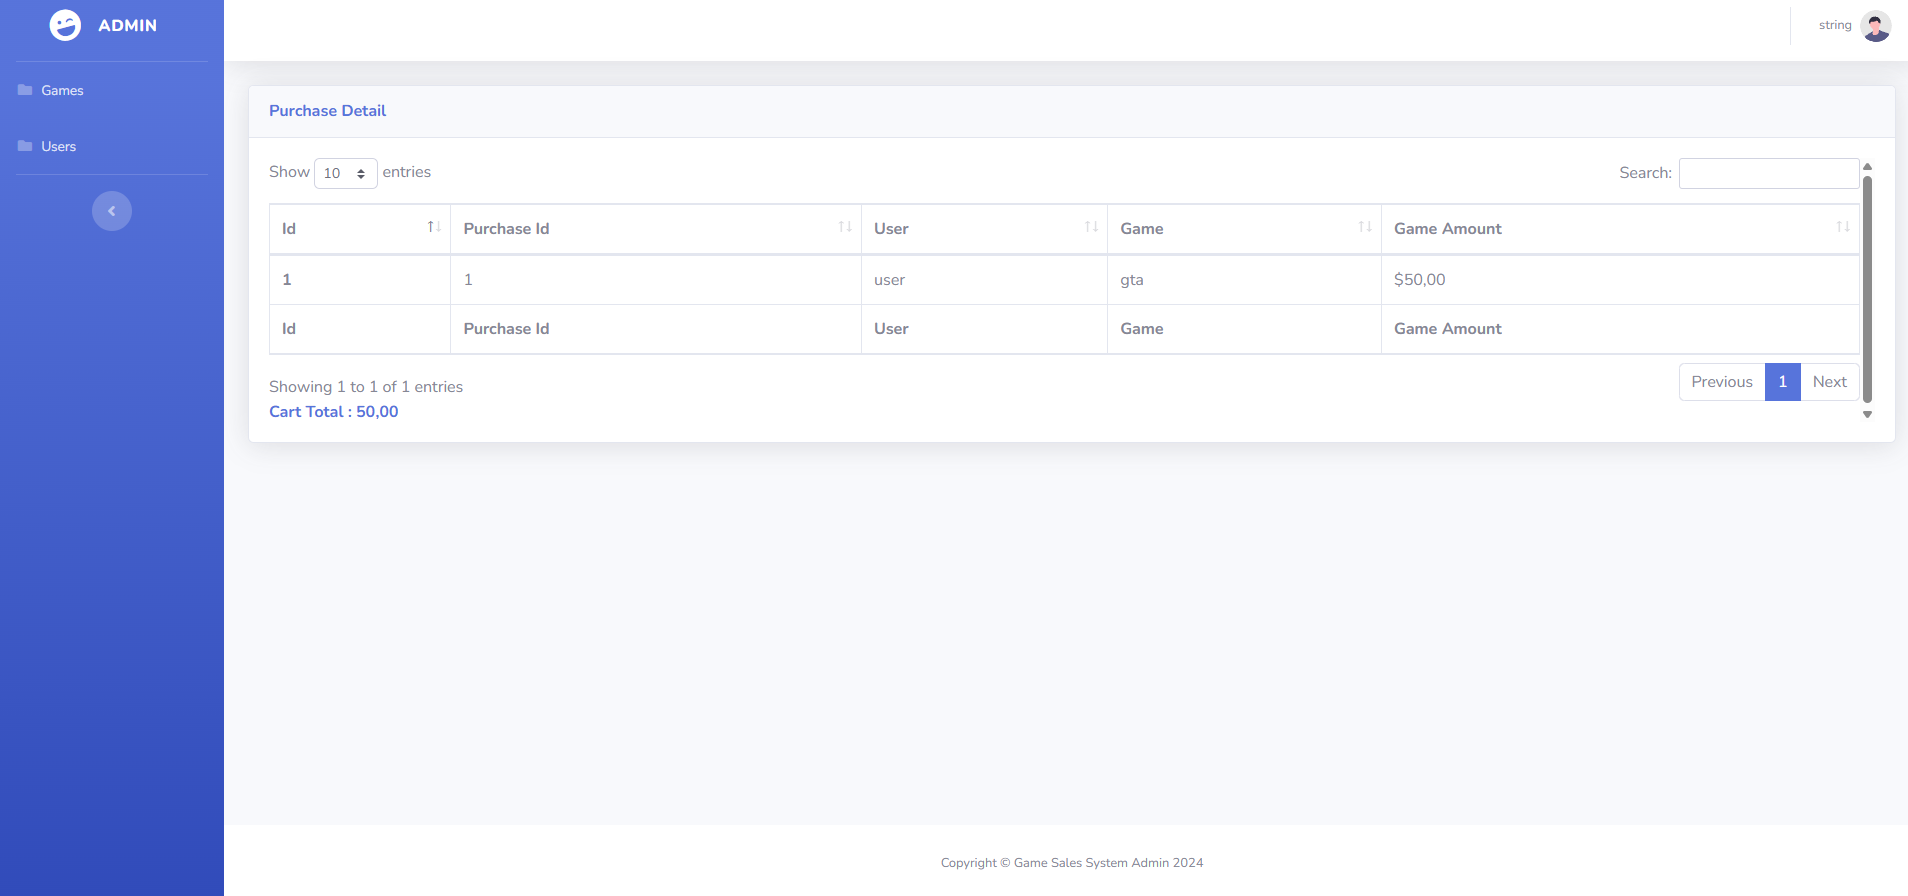 ADMIN
string
Games
Users
Purchase Detail
Show 10 entries
Search:
Id Purchase Id User Game Game Amount
1 1 user gta $50,00
Id Purchase Id User Game Game Amount
Showing 1 to 1 of 1 entries
Previous 1 Next
Cart Total : 50,00
Copyright © Game Sales System Admin 2024